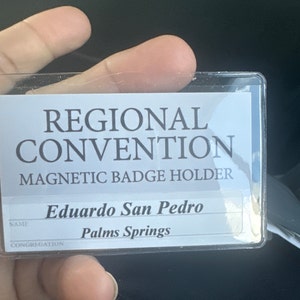 REGIONAL
CONVENTION
MAGNETIC BADGE HOLDER
Eduardo San Pedro
NAME
Palms Springs
CONGREGATION